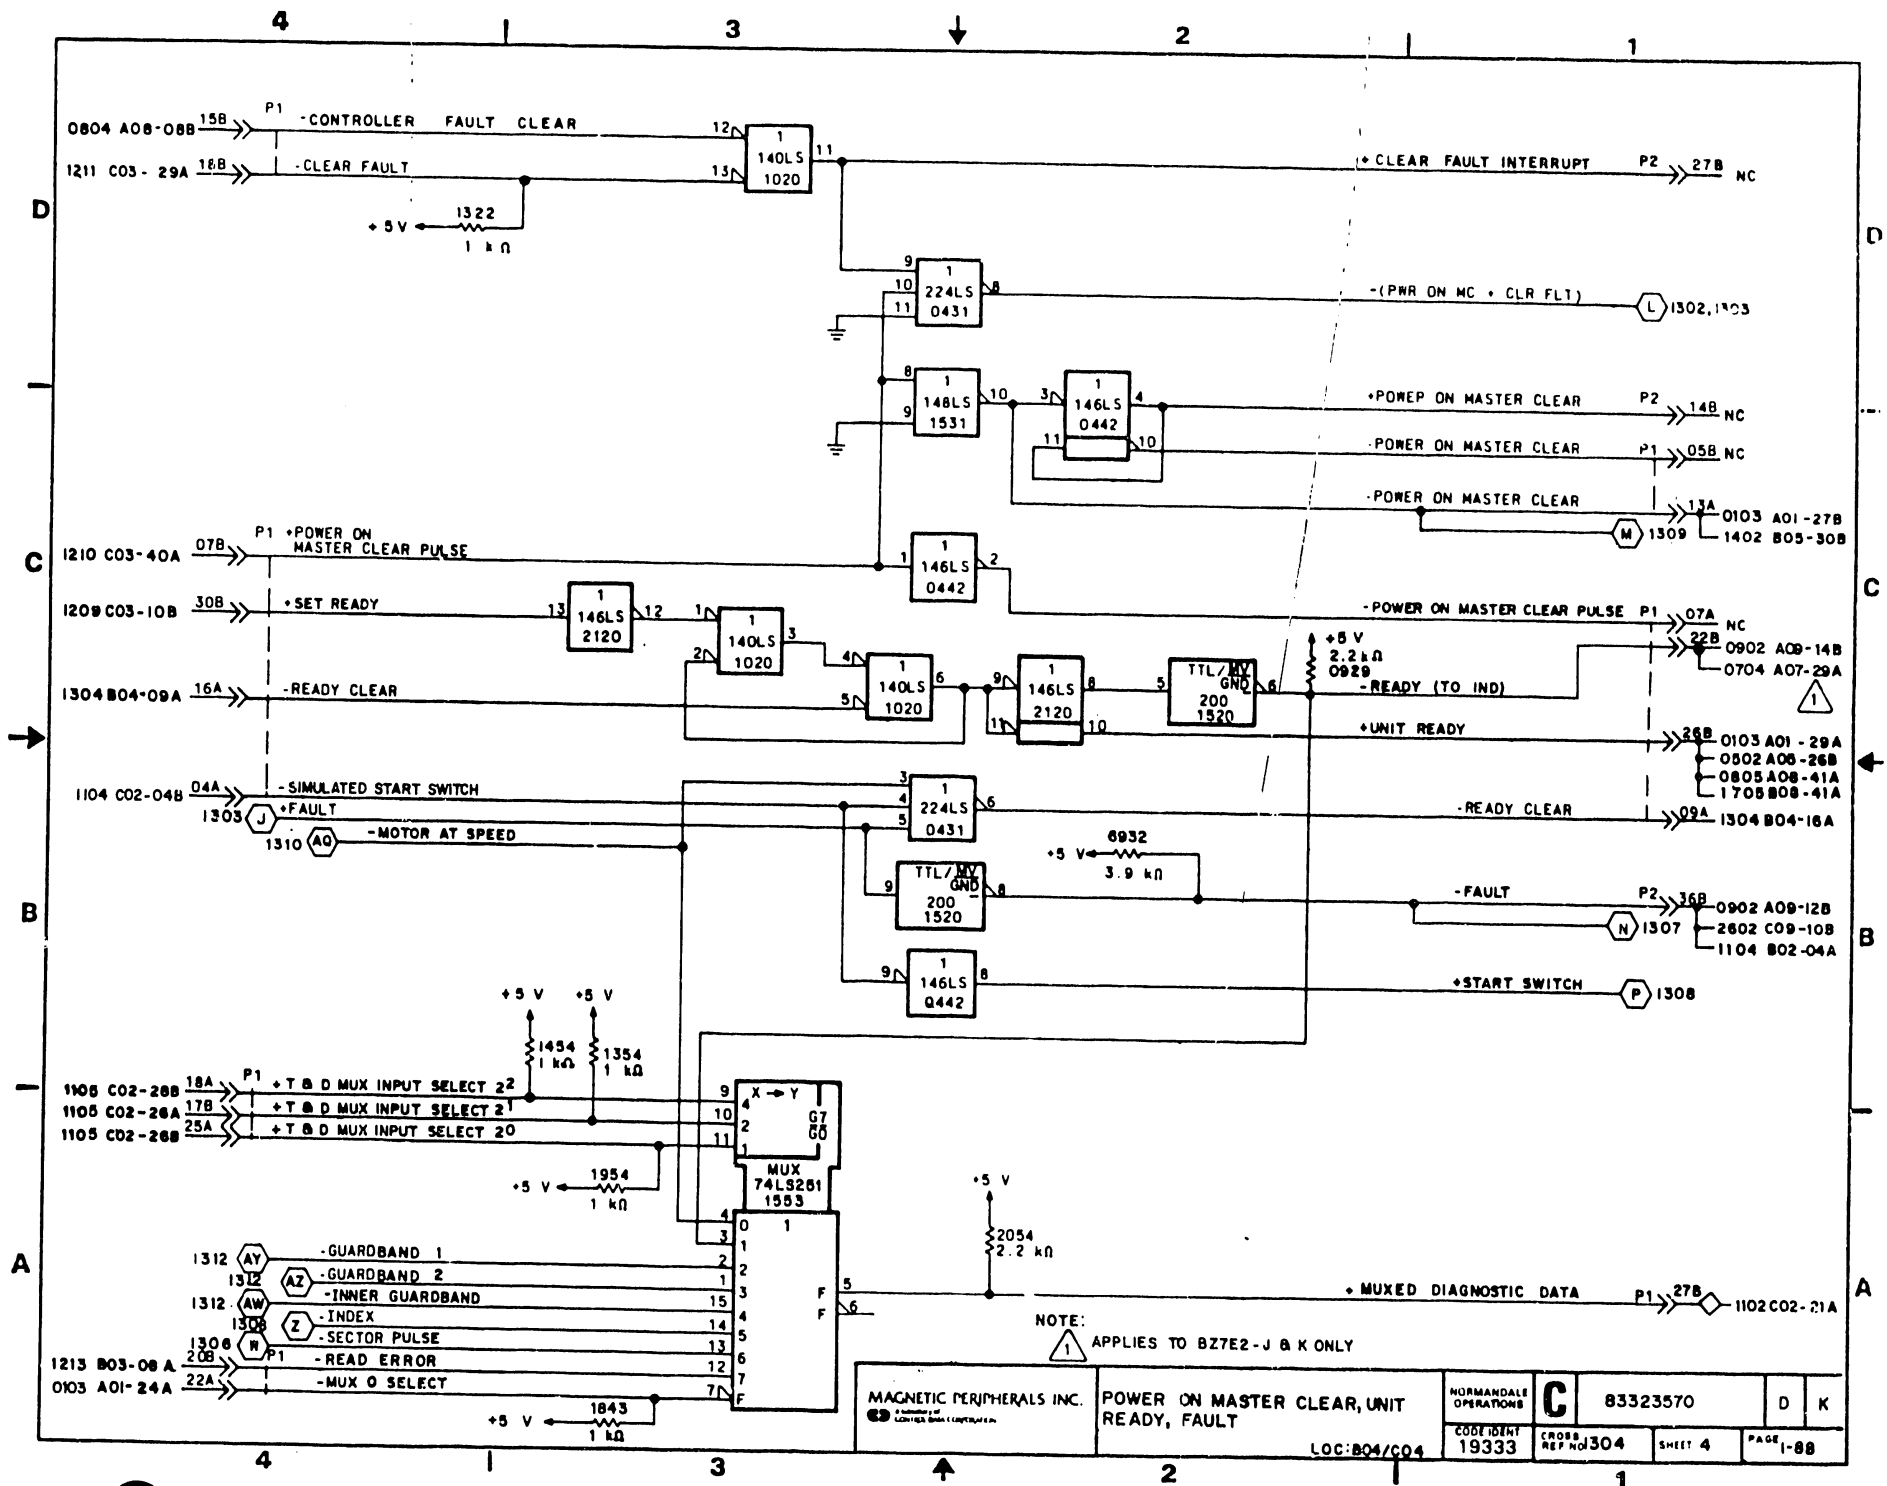 4 3 2 1
0804 A08-08B 15B P1 -CONTROLLER FAULT CLEAR 12 1 140LS 1020 11
1211 C03-29A 18B -CLEAR FAULT 13
+ CLEAR FAULT INTERRUPT P2 27B NC
D D
+5V 1322 1 kΩ
9 10 11 1 224LS 0431 8
-(PWR ON MC + CLR FLT) L 1302,1303
8 9 1 148LS 1531 10
3 1 146LS 0442 4
11 10
+POWEP ON MASTER CLEAR P2 14B NC
-POWER ON MASTER CLEAR P1 05B NC
-POWER ON MASTER CLEAR 13A 0103 A01-27B
M 1309 1402 B05-30B
1210 C03-40A 07B P1 +POWER ON
MASTER CLEAR PULSE
1 1 146LS 0442 2
C C
1209 C03-10B 30B +SET READY 13 1 146LS 2120 12
1 2 1 140LS 1020 3
-POWER ON MASTER CLEAR PULSE P1 07A NC
+5 V 2.2 kΩ 0929
22B 0902 A09-14B
0704 A07-29A
1
1304 B04-09A 16A -READY CLEAR
4 5 1 140LS 1020 6
9 1 146LS 2120 8
11 10
5 TTL/MV GND 200 1520 6
-READY (TO IND)
+UNIT READY 26B 0103 A01-29A
0502 A06-26B
0805 A08-41A
1705 B08-41A
1104 C02-04B 04A -SIMULATED START SWITCH
1303 J +FAULT
1310 AQ -MOTOR AT SPEED
3 4 5 1 224LS 0431 6
-READY CLEAR 09A 1304 B04-16A
+5 V 6932 3.9 kΩ
9 TTL/MV GND 200 1520 8
-FAULT P2 36B 0902 A09-12B
N 1307 2602 C09-10B
1104 B02-04A
B B
9 1 146LS 0442 8
+START SWITCH P 1308
+5 V +5 V
1454 1 kΩ 1354 1 kΩ
1105 C02-28B 18A P1 +T & D MUX INPUT SELECT 2²
1105 C02-26A 17B +T & D MUX INPUT SELECT 2¹
1105 C02-26B 25A +T & D MUX INPUT SELECT 2⁰
9 10 11
4 2 1 X→Y G7 G0
+5 V 1954 1 kΩ
MUX
74LS251
1553
4 0 1
3 1
1312 AY -GUARDBAND 1 2 2
1312 AZ -GUARDBAND 2 1 3
1312 AW -INNER GUARDBAND 15 4
Z -INDEX 14 5
1306 -SECTOR PULSE 13 6
1213 B03-08A 20B P1 -READ ERROR 12 7
0103 A01-24A 22A -MUX 0 SELECT 7 F
+5 V 1843 1 kΩ
F 5
F 6
+5 V 2054 2.2 kΩ
+ MUXED DIAGNOSTIC DATA P1 27B 1102 C02-21A
A A
NOTE:
1 APPLIES TO BZ7E2-J & K ONLY
MAGNETIC PERIPHERALS INC.
a subsidiary of
CONTROL DATA CORPORATION
POWER ON MASTER CLEAR, UNIT
READY, FAULT
LOC:B04/C04
NORMANDALE
OPERATIONS
C 83323570 D K
CODE IDENT
19333
CROSS
REF NO 1304 SHEET 4 PAGE 1-88
4 3 2 1